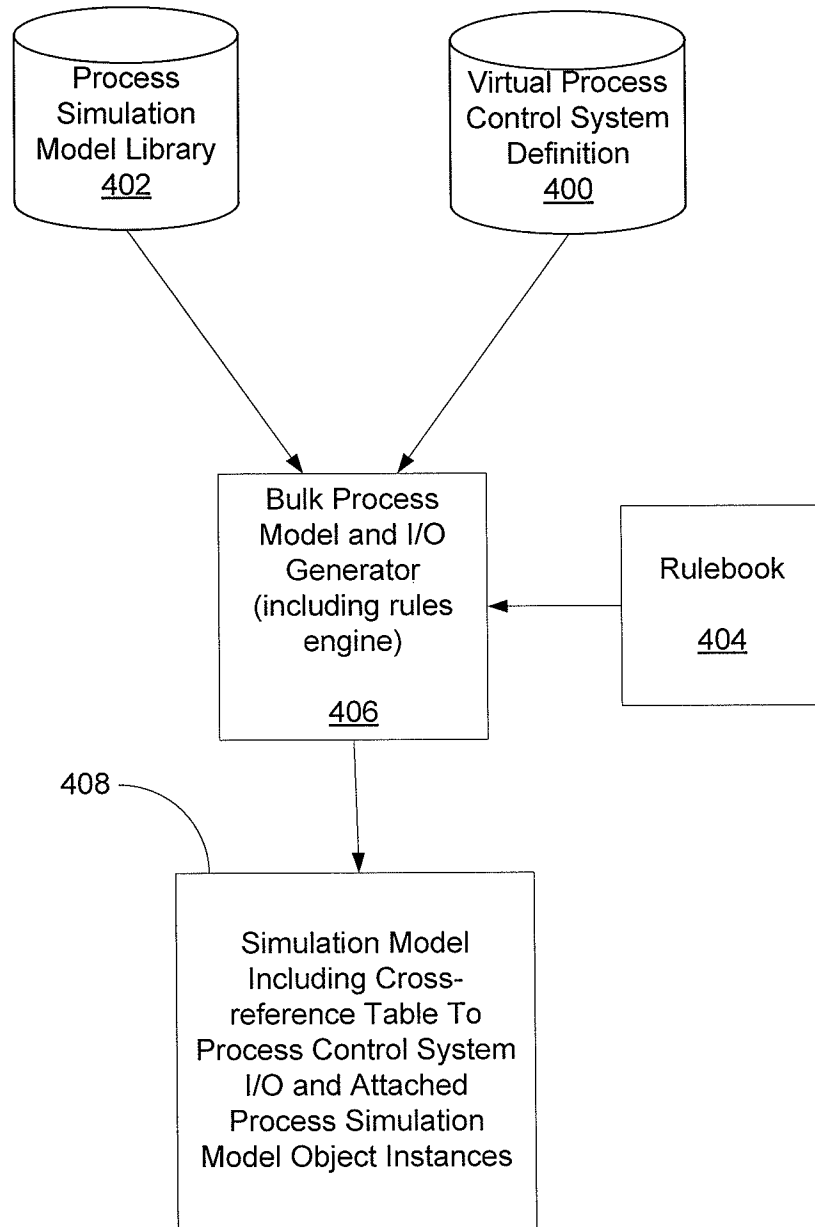 Process
Simulation
Model Library
402
Virtual Process
Control System
Definition
400
Bulk Process
Model and I/O
Generator
(including rules
engine)
406
Rulebook
404
408
Simulation Model
Including Cross-
reference Table To
Process Control System
I/O and Attached
Process Simulation
Model Object Instances